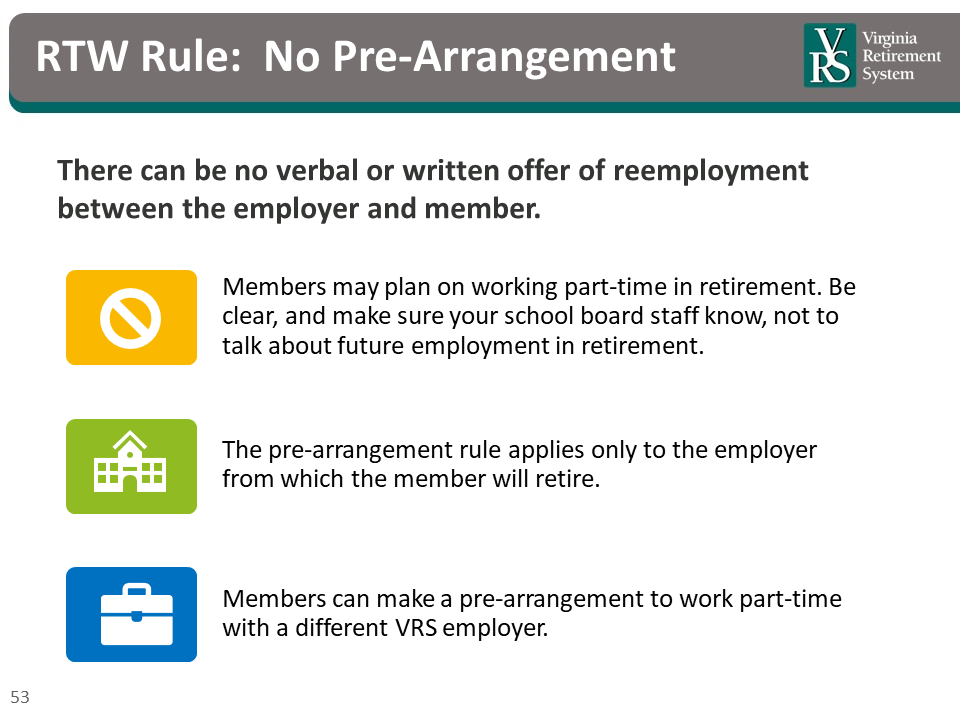 RTW Rule:  No Pre-Arrangement
VRS
Virginia
Retirement
System
There can be no verbal or written offer of reemployment
between the employer and member.
Members may plan on working part-time in retirement. Be
clear, and make sure your school board staff know, not to
talk about future employment in retirement.
The pre-arrangement rule applies only to the employer
from which the member will retire.
Members can make a pre-arrangement to work part-time
with a different VRS employer.
53